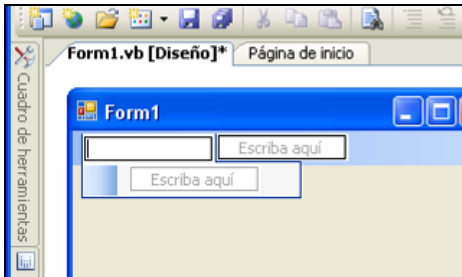 Form1.vb [Diseño]* Página de inicio
Cuadro de herramientas
Form1
Escriba aquí
Escriba aquí